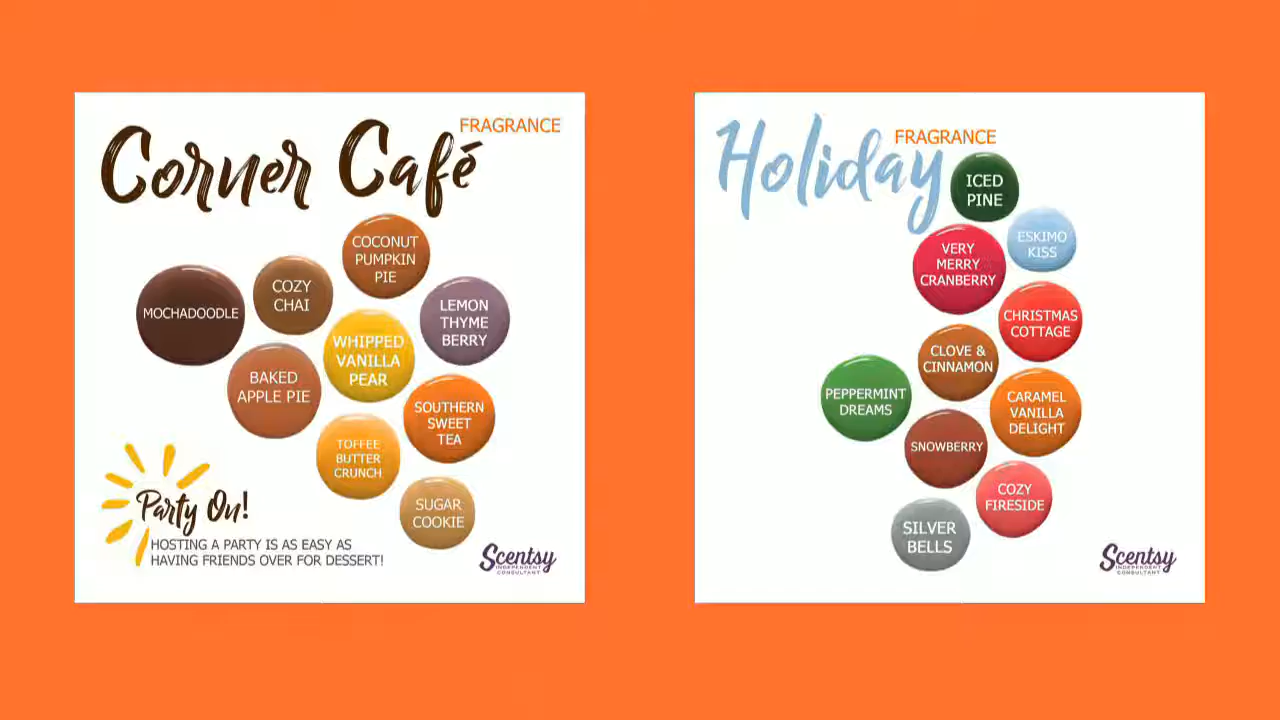 FRAGRANCE
Corner Café
COCONUT
PUMPKIN
PIE
COZY
CHAI
MOCHADOODLE
LEMON
THYME
BERRY
WHIPPED
VANILLA
PEAR
BAKED
APPLE PIE
SOUTHERN
SWEET
TEA
TOFFEE
BUTTER
CRUNCH
SUGAR
COOKIE
Party On!
HOSTING A PARTY IS AS EASY AS
HAVING FRIENDS OVER FOR DESSERT!
Scentsy
INDEPENDENT
CONSULTANT
Holiday
FRAGRANCE
ICED
PINE
ESKIMO
KISS
VERY
MERRY
CRANBERRY
CHRISTMAS
COTTAGE
CLOVE &
CINNAMON
PEPPERMINT
DREAMS
CARAMEL
VANILLA
DELIGHT
SNOWBERRY
COZY
FIRESIDE
SILVER
BELLS
Scentsy
INDEPENDENT
CONSULTANT